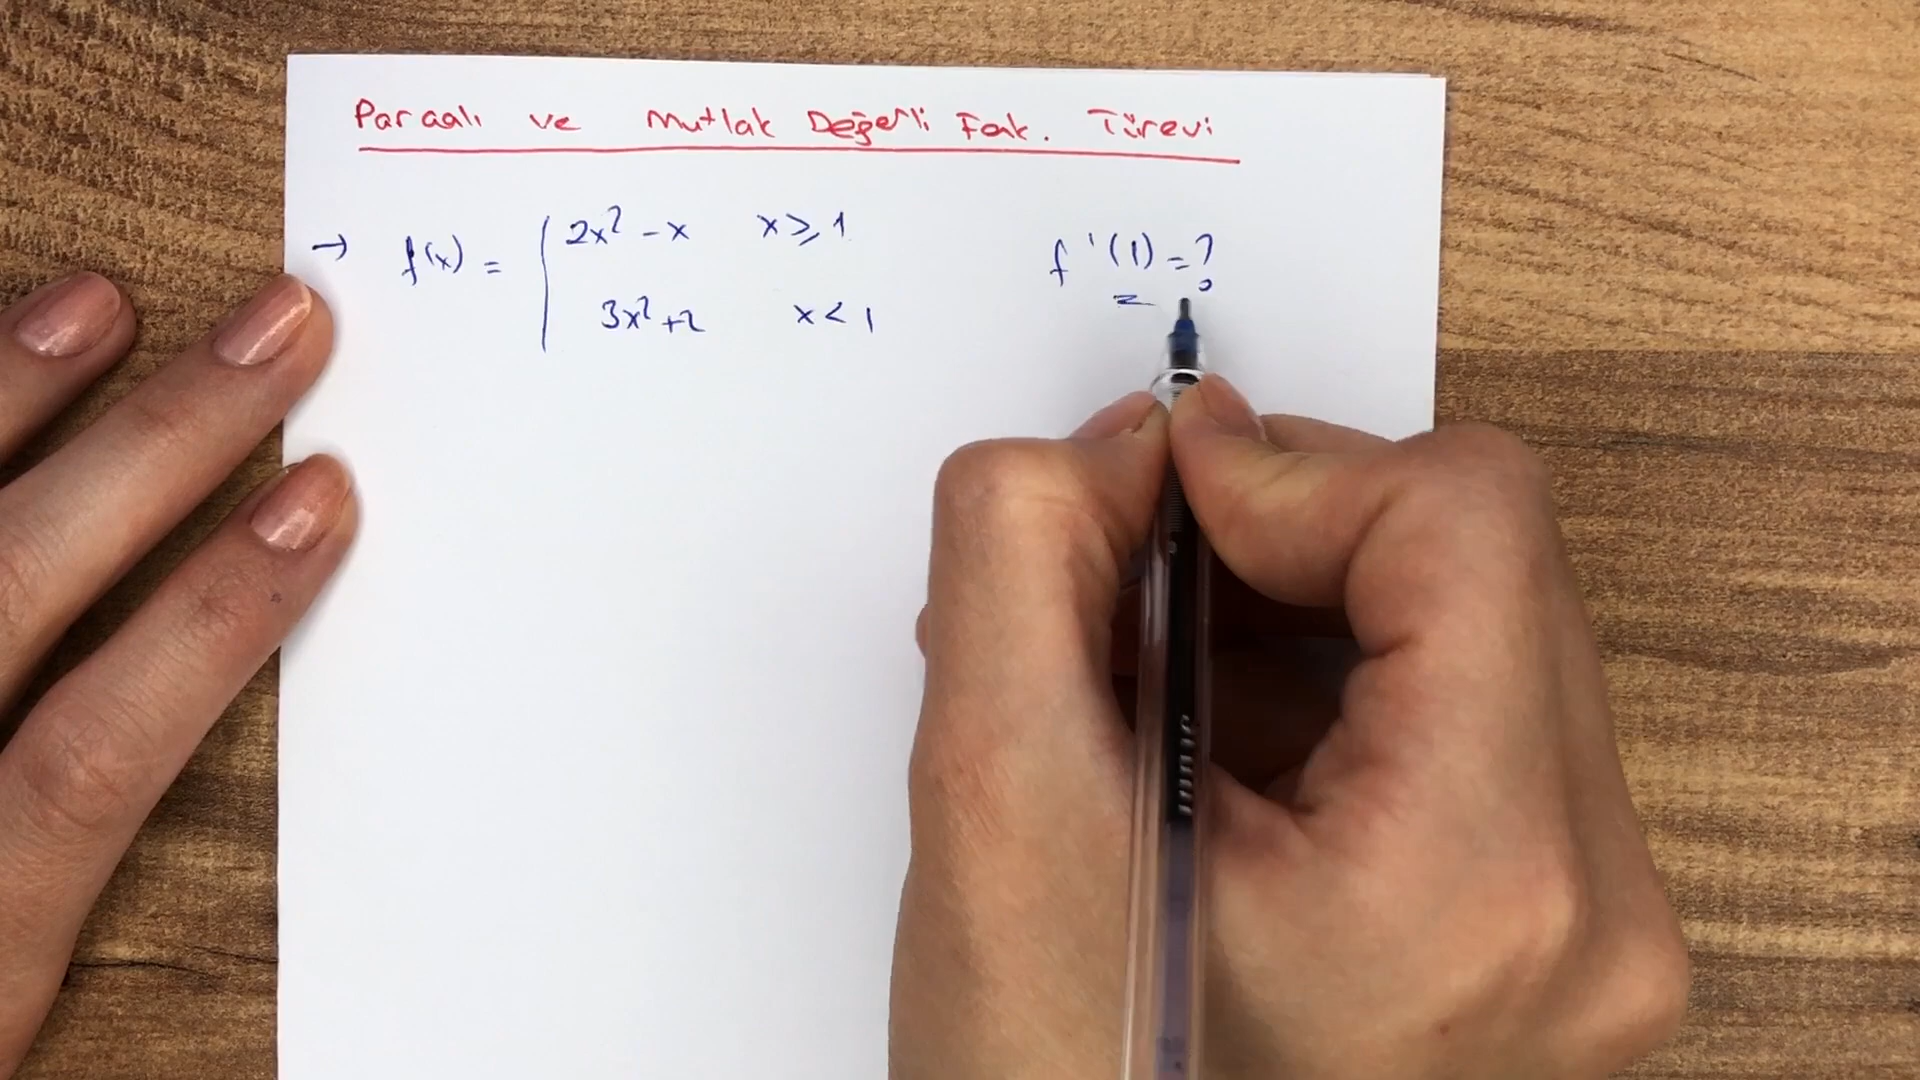 Parçalı ve Mutlak Değerli Fonk. Türevi
→ f(x) = { 2x² - x x ≥ 1 f'(1) = ?
3x² + 2 x < 1